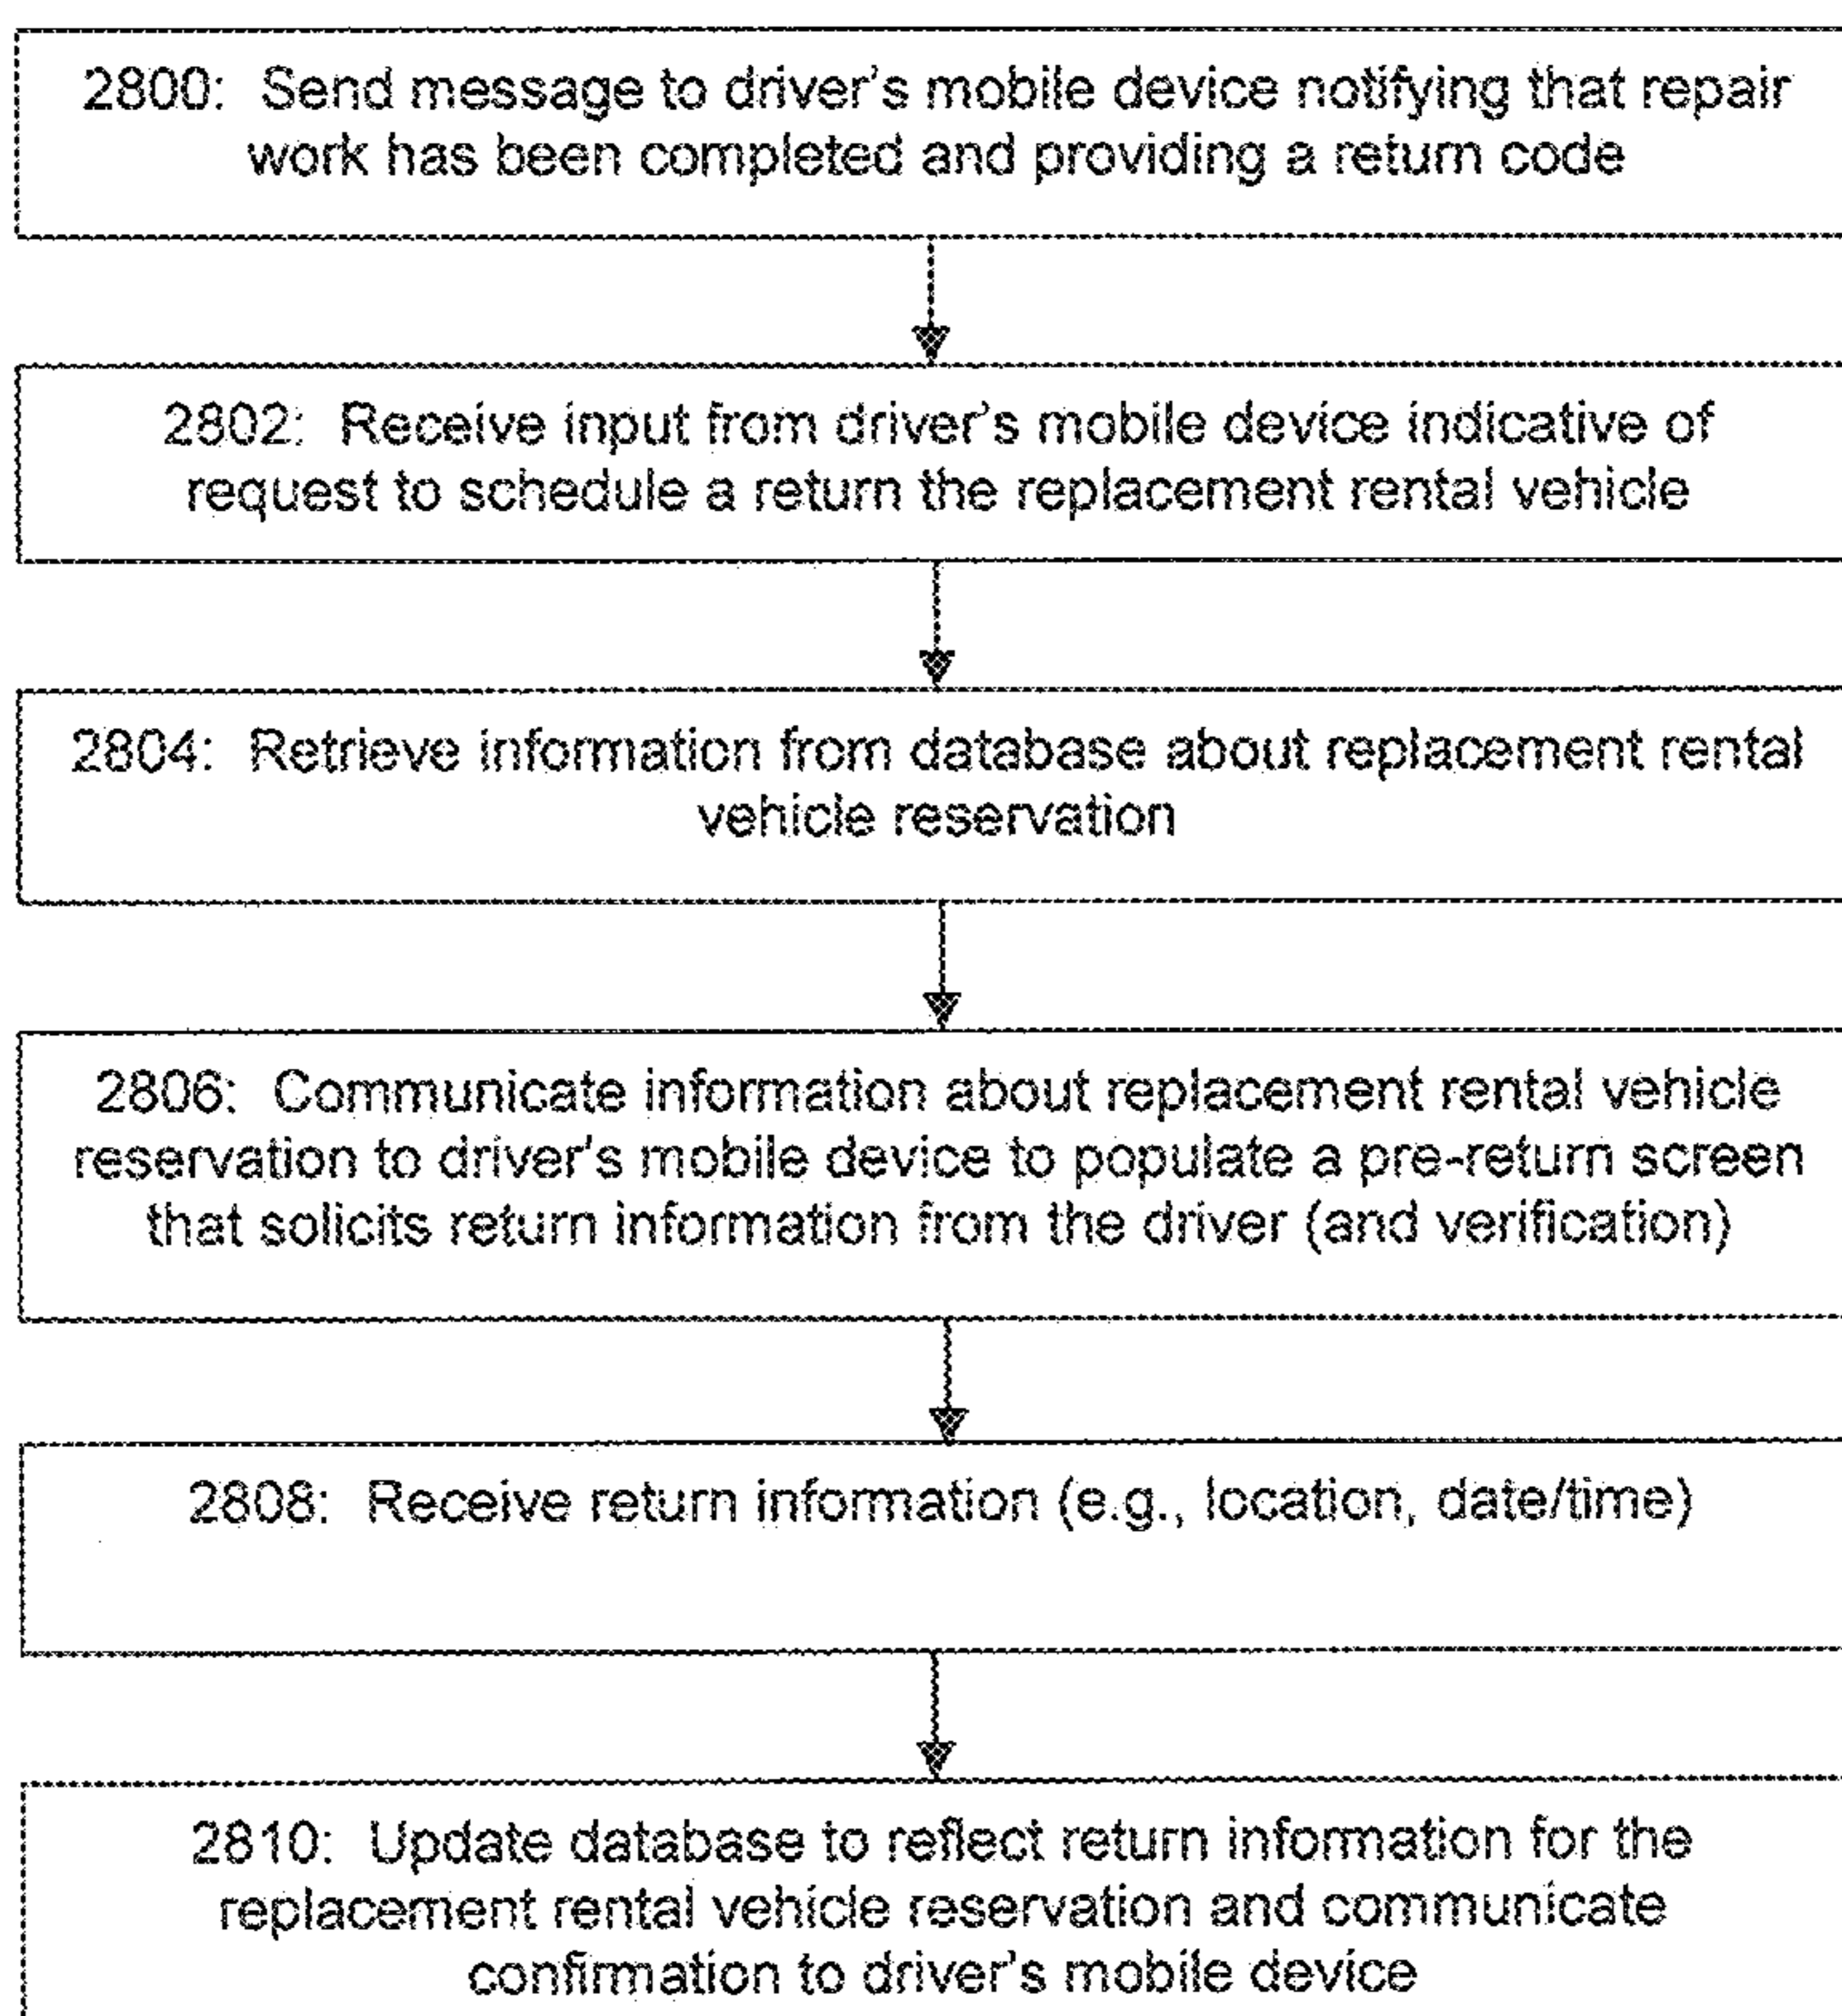 2800: Send message to driver's mobile device notifying that repair
work has been completed and providing a return code
2802: Receive input from driver's mobile device indicative of
request to schedule a return the replacement rental vehicle
2804: Retrieve information from database about replacement rental
vehicle reservation
2806: Communicate information about replacement rental vehicle
reservation to driver's mobile device to populate a pre-return screen
that solicits return information from the driver (and verification)
2808: Receive return information (e.g., location, date/time)
2810: Update database to reflect return information for the
replacement rental vehicle reservation and communicate
confirmation to driver's mobile device